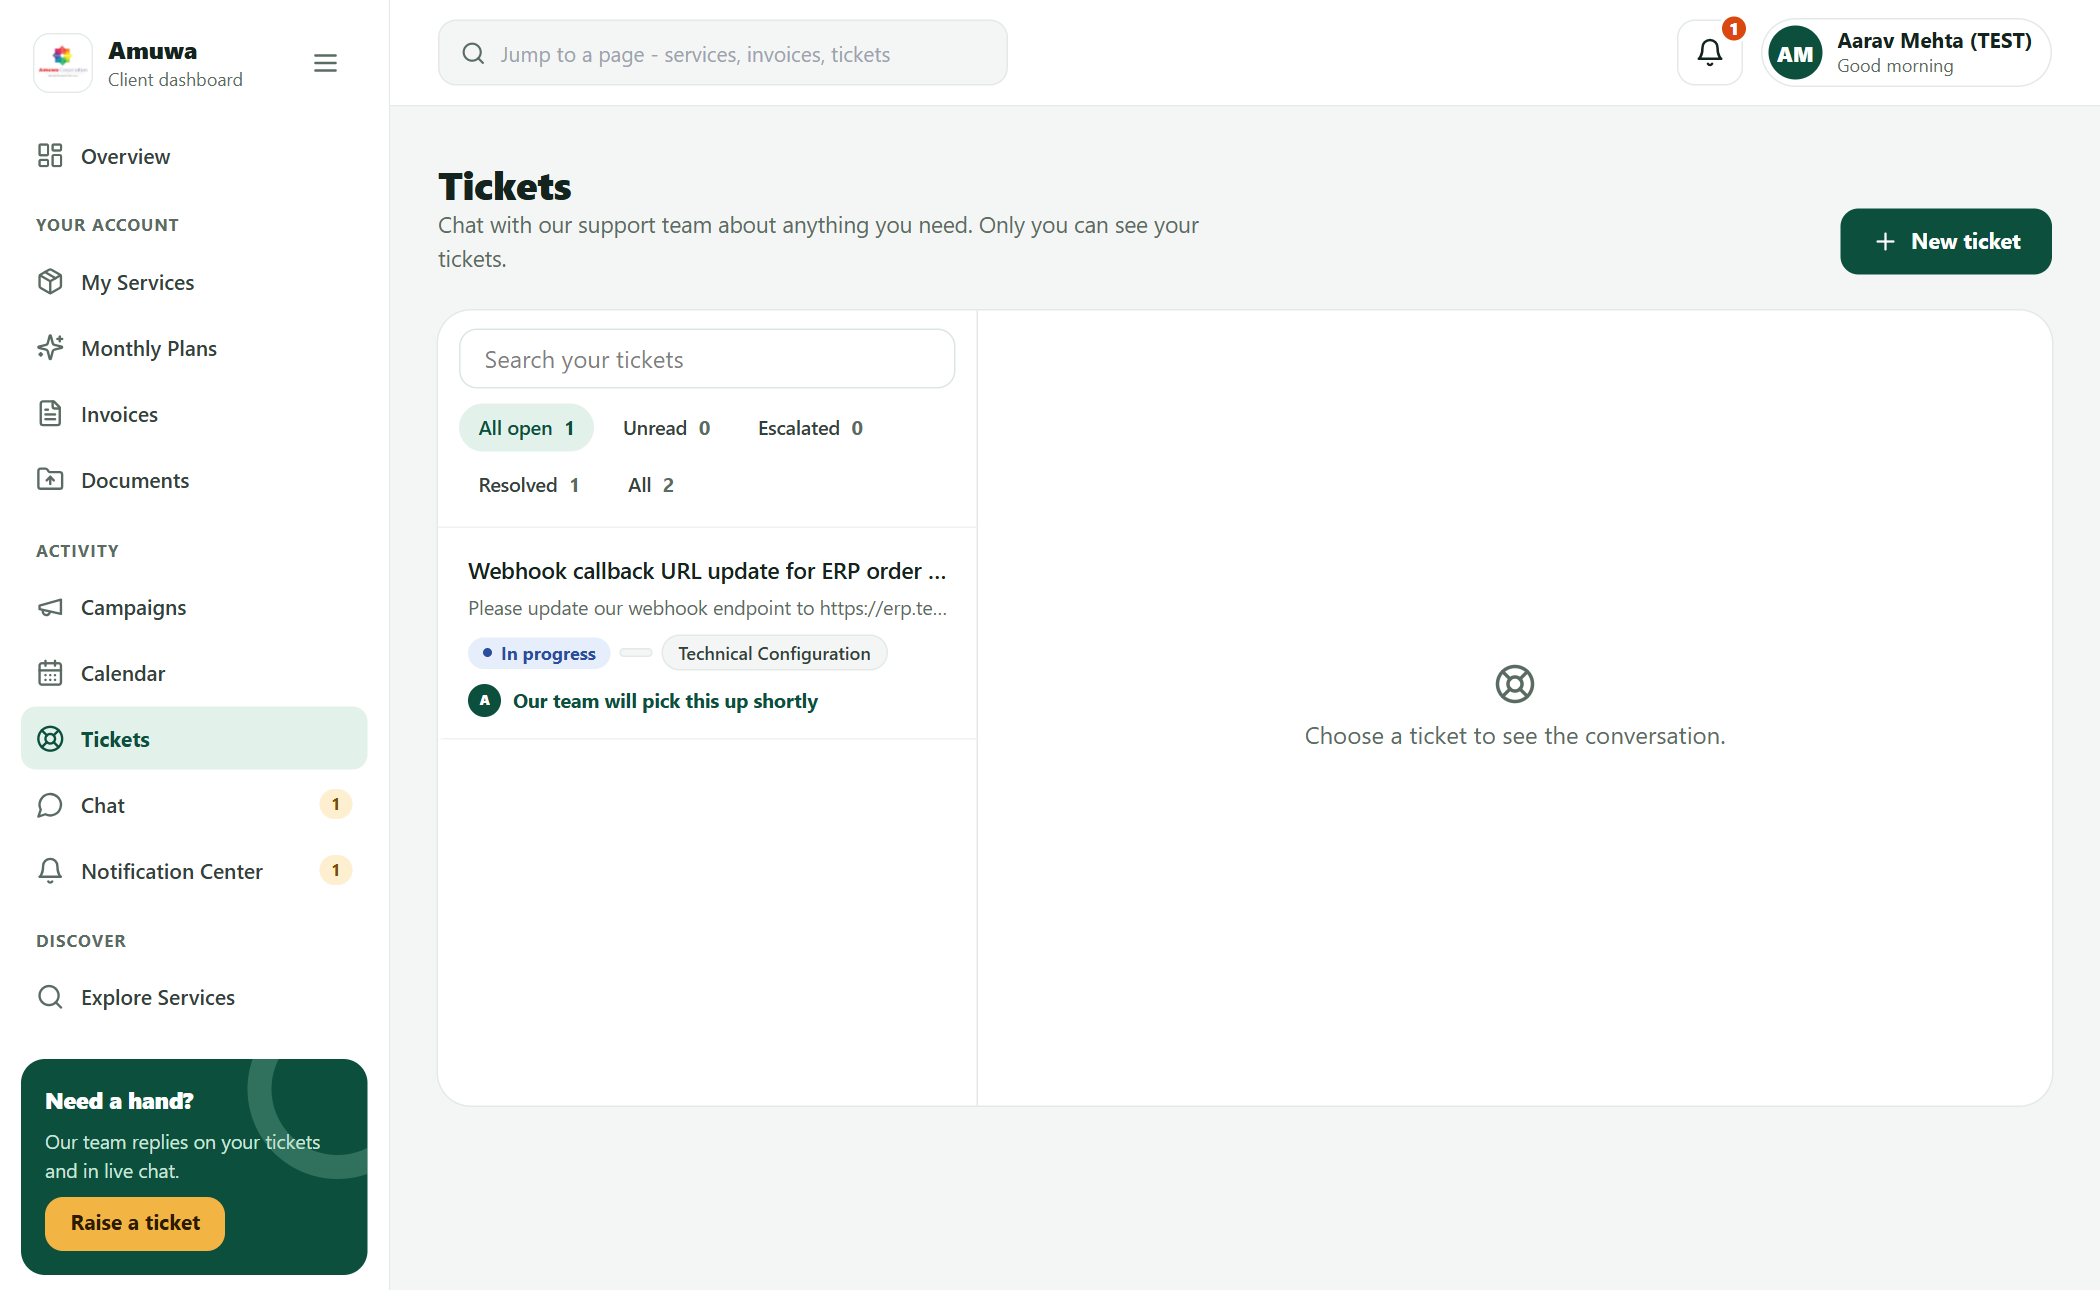 Amuwa
Client dashboard
Jump to a page - services, invoices, tickets
1
AM
Aarav Mehta (TEST)
Good morning
Overview
YOUR ACCOUNT
My Services
Monthly Plans
Invoices
Documents
ACTIVITY
Campaigns
Calendar
Tickets
Chat 1
Notification Center 1
DISCOVER
Explore Services
Need a hand?
Our team replies on your tickets
and in live chat.
Raise a ticket
Tickets
Chat with our support team about anything you need. Only you can see your
tickets.
+ New ticket
Search your tickets
All open 1 Unread 0 Escalated 0
Resolved 1 All 2
Webhook callback URL update for ERP order ...
Please update our webhook endpoint to https://erp.te...
In progress Technical Configuration
A Our team will pick this up shortly
Choose a ticket to see the conversation.